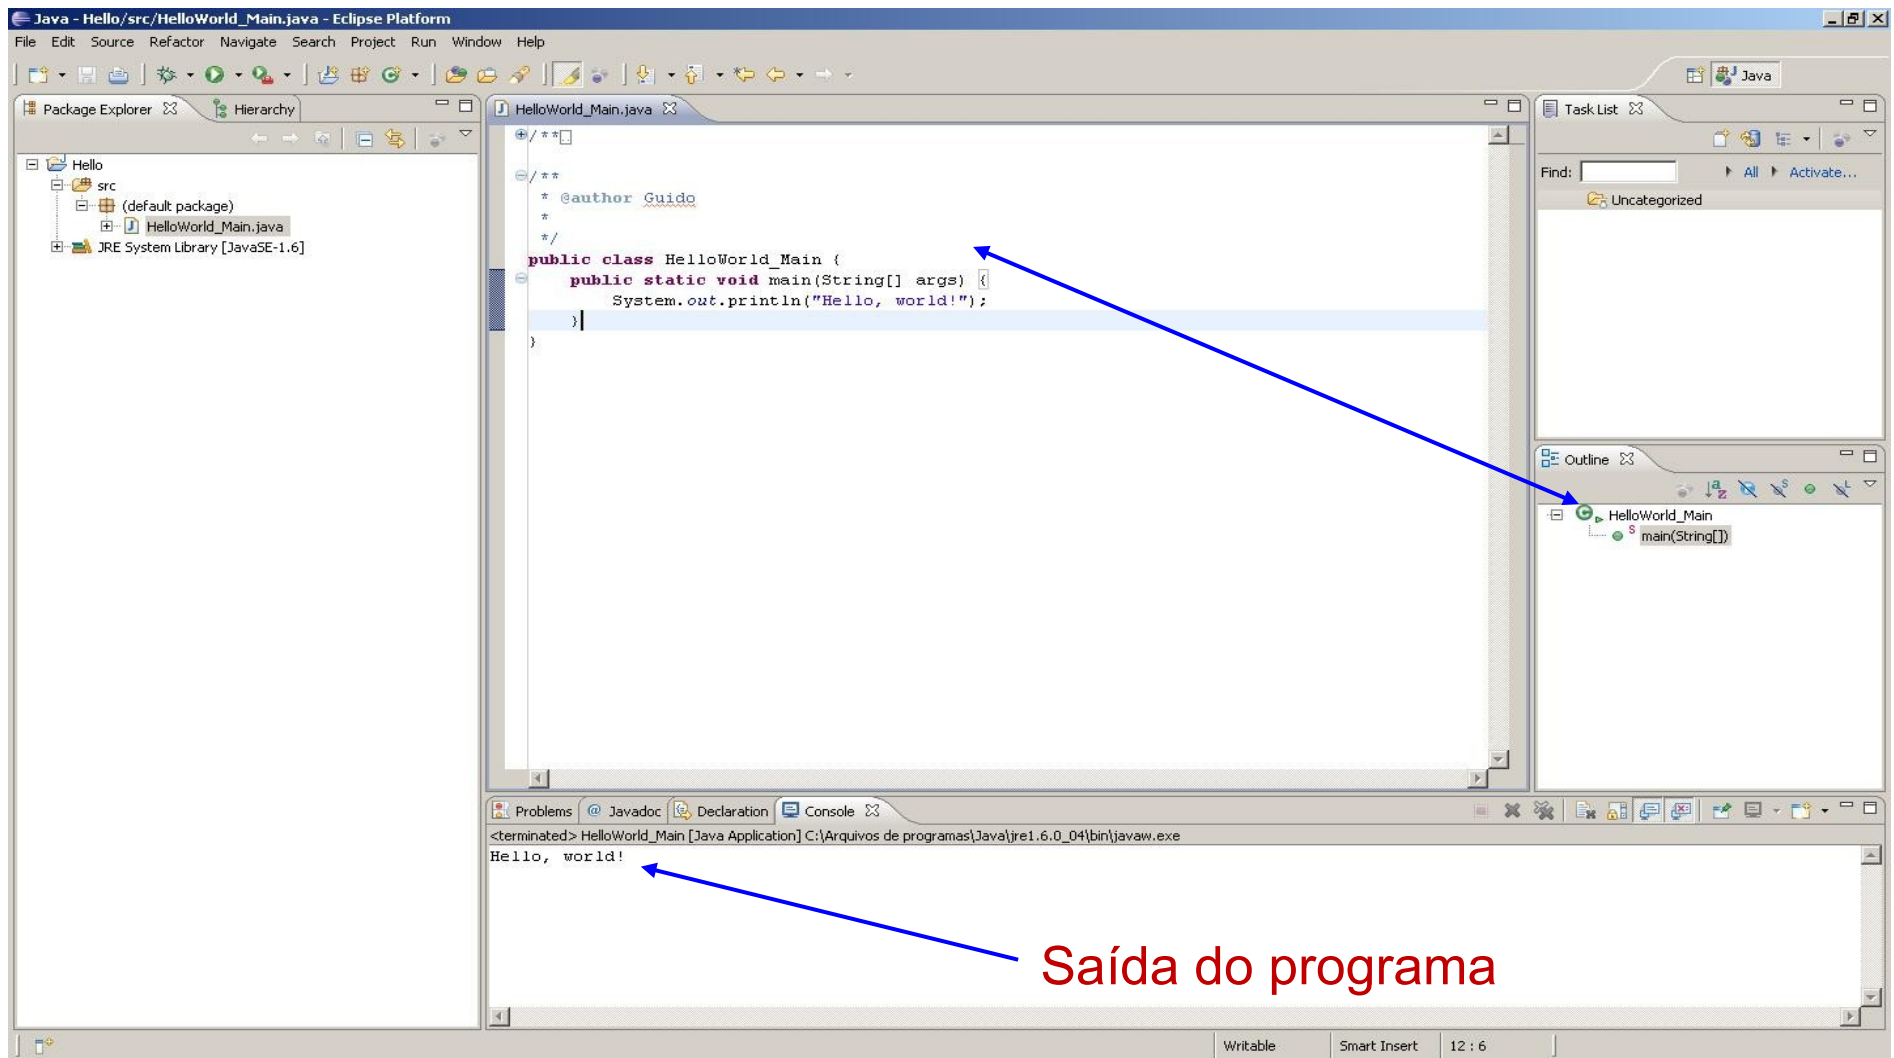 Java - Hello/src/HelloWorld_Main.java - Eclipse Platform
File Edit Source Refactor Navigate Search Project Run Window Help
Java
Package Explorer
Hierarchy
Hello
src
(default package)
HelloWorld_Main.java
JRE System Library [JavaSE-1.6]
HelloWorld_Main.java
/**
/**
* @author Guido
*
*/
public class HelloWorld_Main {
public static void main(String[] args) {
System.out.println("Hello, world!");
}
}
Task List
Find: All Activate...
Uncategorized
Outline
HelloWorld_Main
main(String[])
Problems Javadoc Declaration Console
<terminated> HelloWorld_Main [Java Application] C:\Arquivos de programas\Java\jre1.6.0_04\bin\javaw.exe
Hello, world!
Saída do programa
Writable Smart Insert 12 : 6